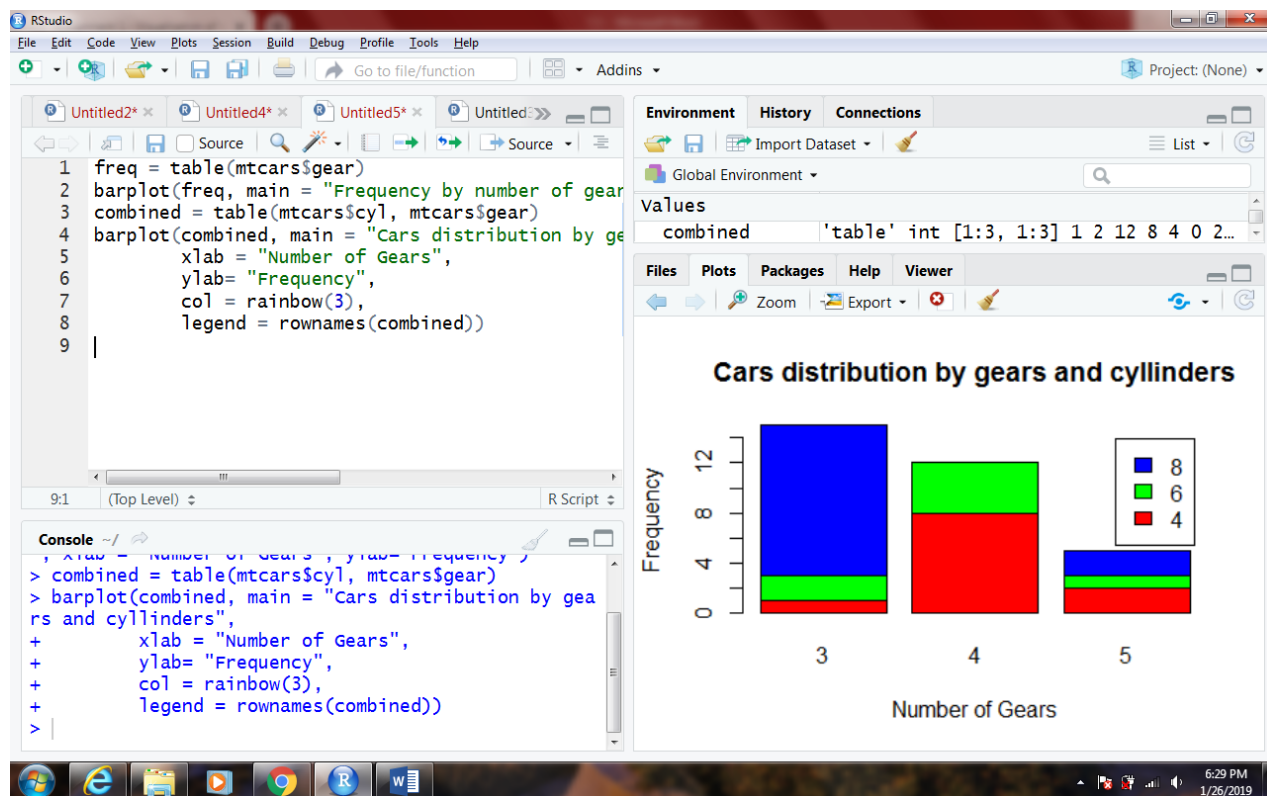 RStudio
File Edit Code View Plots Session Build Debug Profile Tools Help
Go to file/function Addins Project: (None)
Untitled2* Untitled4* Untitled5* Untitled
Source Source
1 freq = table(mtcars$gear)
2 barplot(freq, main = "Frequency by number of gear
3 combined = table(mtcars$cyl, mtcars$gear)
4 barplot(combined, main = "Cars distribution by ge
5 xlab = "Number of Gears",
6 ylab= "Frequency",
7 col = rainbow(3),
8 legend = rownames(combined))
9
9:1 (Top Level) R Script
Console ~/
, xlab = "Number of Gears", ylab="Frequency")
> combined = table(mtcars$cyl, mtcars$gear)
> barplot(combined, main = "Cars distribution by gea
rs and cyllinders",
+ xlab = "Number of Gears",
+ ylab= "Frequency",
+ col = rainbow(3),
+ legend = rownames(combined))
>
Environment History Connections
Import Dataset List
Global Environment
Values
combined 'table' int [1:3, 1:3] 1 2 12 8 4 0 2…
Files Plots Packages Help Viewer
Zoom Export
Cars distribution by gears and cyllinders
Frequency
12
8
4
0
8
6
4
3 4 5
Number of Gears
6:29 PM
1/26/2019